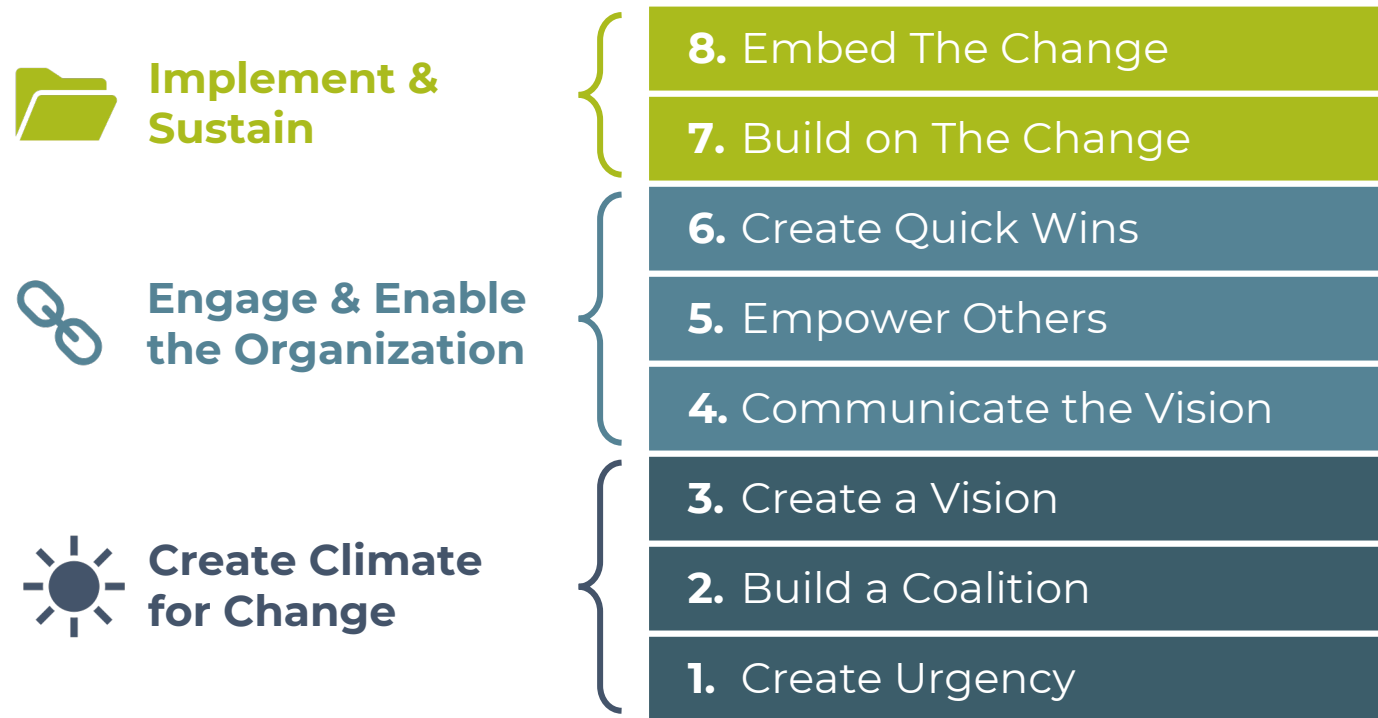 Implement &
Sustain
8. Embed The Change
7. Build on The Change
Engage & Enable
the Organization
6. Create Quick Wins
5. Empower Others
4. Communicate the Vision
Create Climate
for Change
3. Create a Vision
2. Build a Coalition
1. Create Urgency